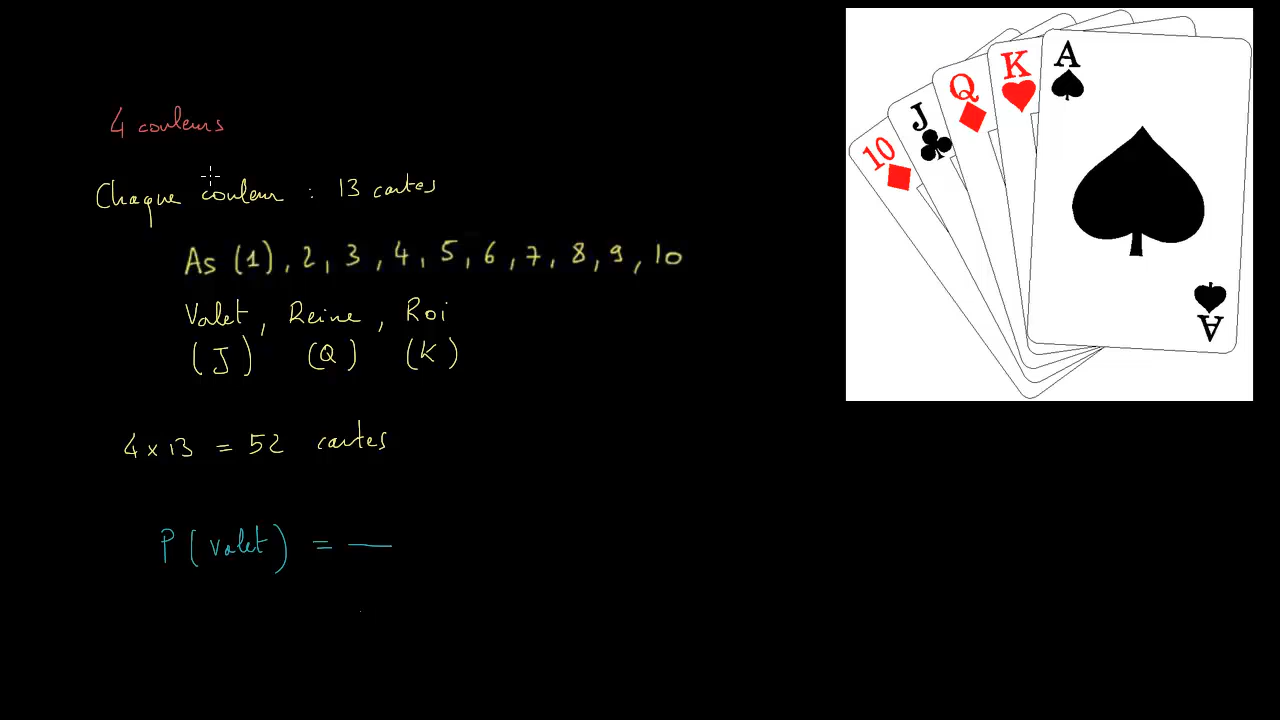 4 couleurs
Chaque couleur : 13 cartes
As (1), 2, 3, 4, 5, 6, 7, 8, 9, 10
Valet, Reine, Roi
(J) (Q) (K)
4 x 13 = 52 cartes
P(valet) = —
10
J
Q
K
A
A